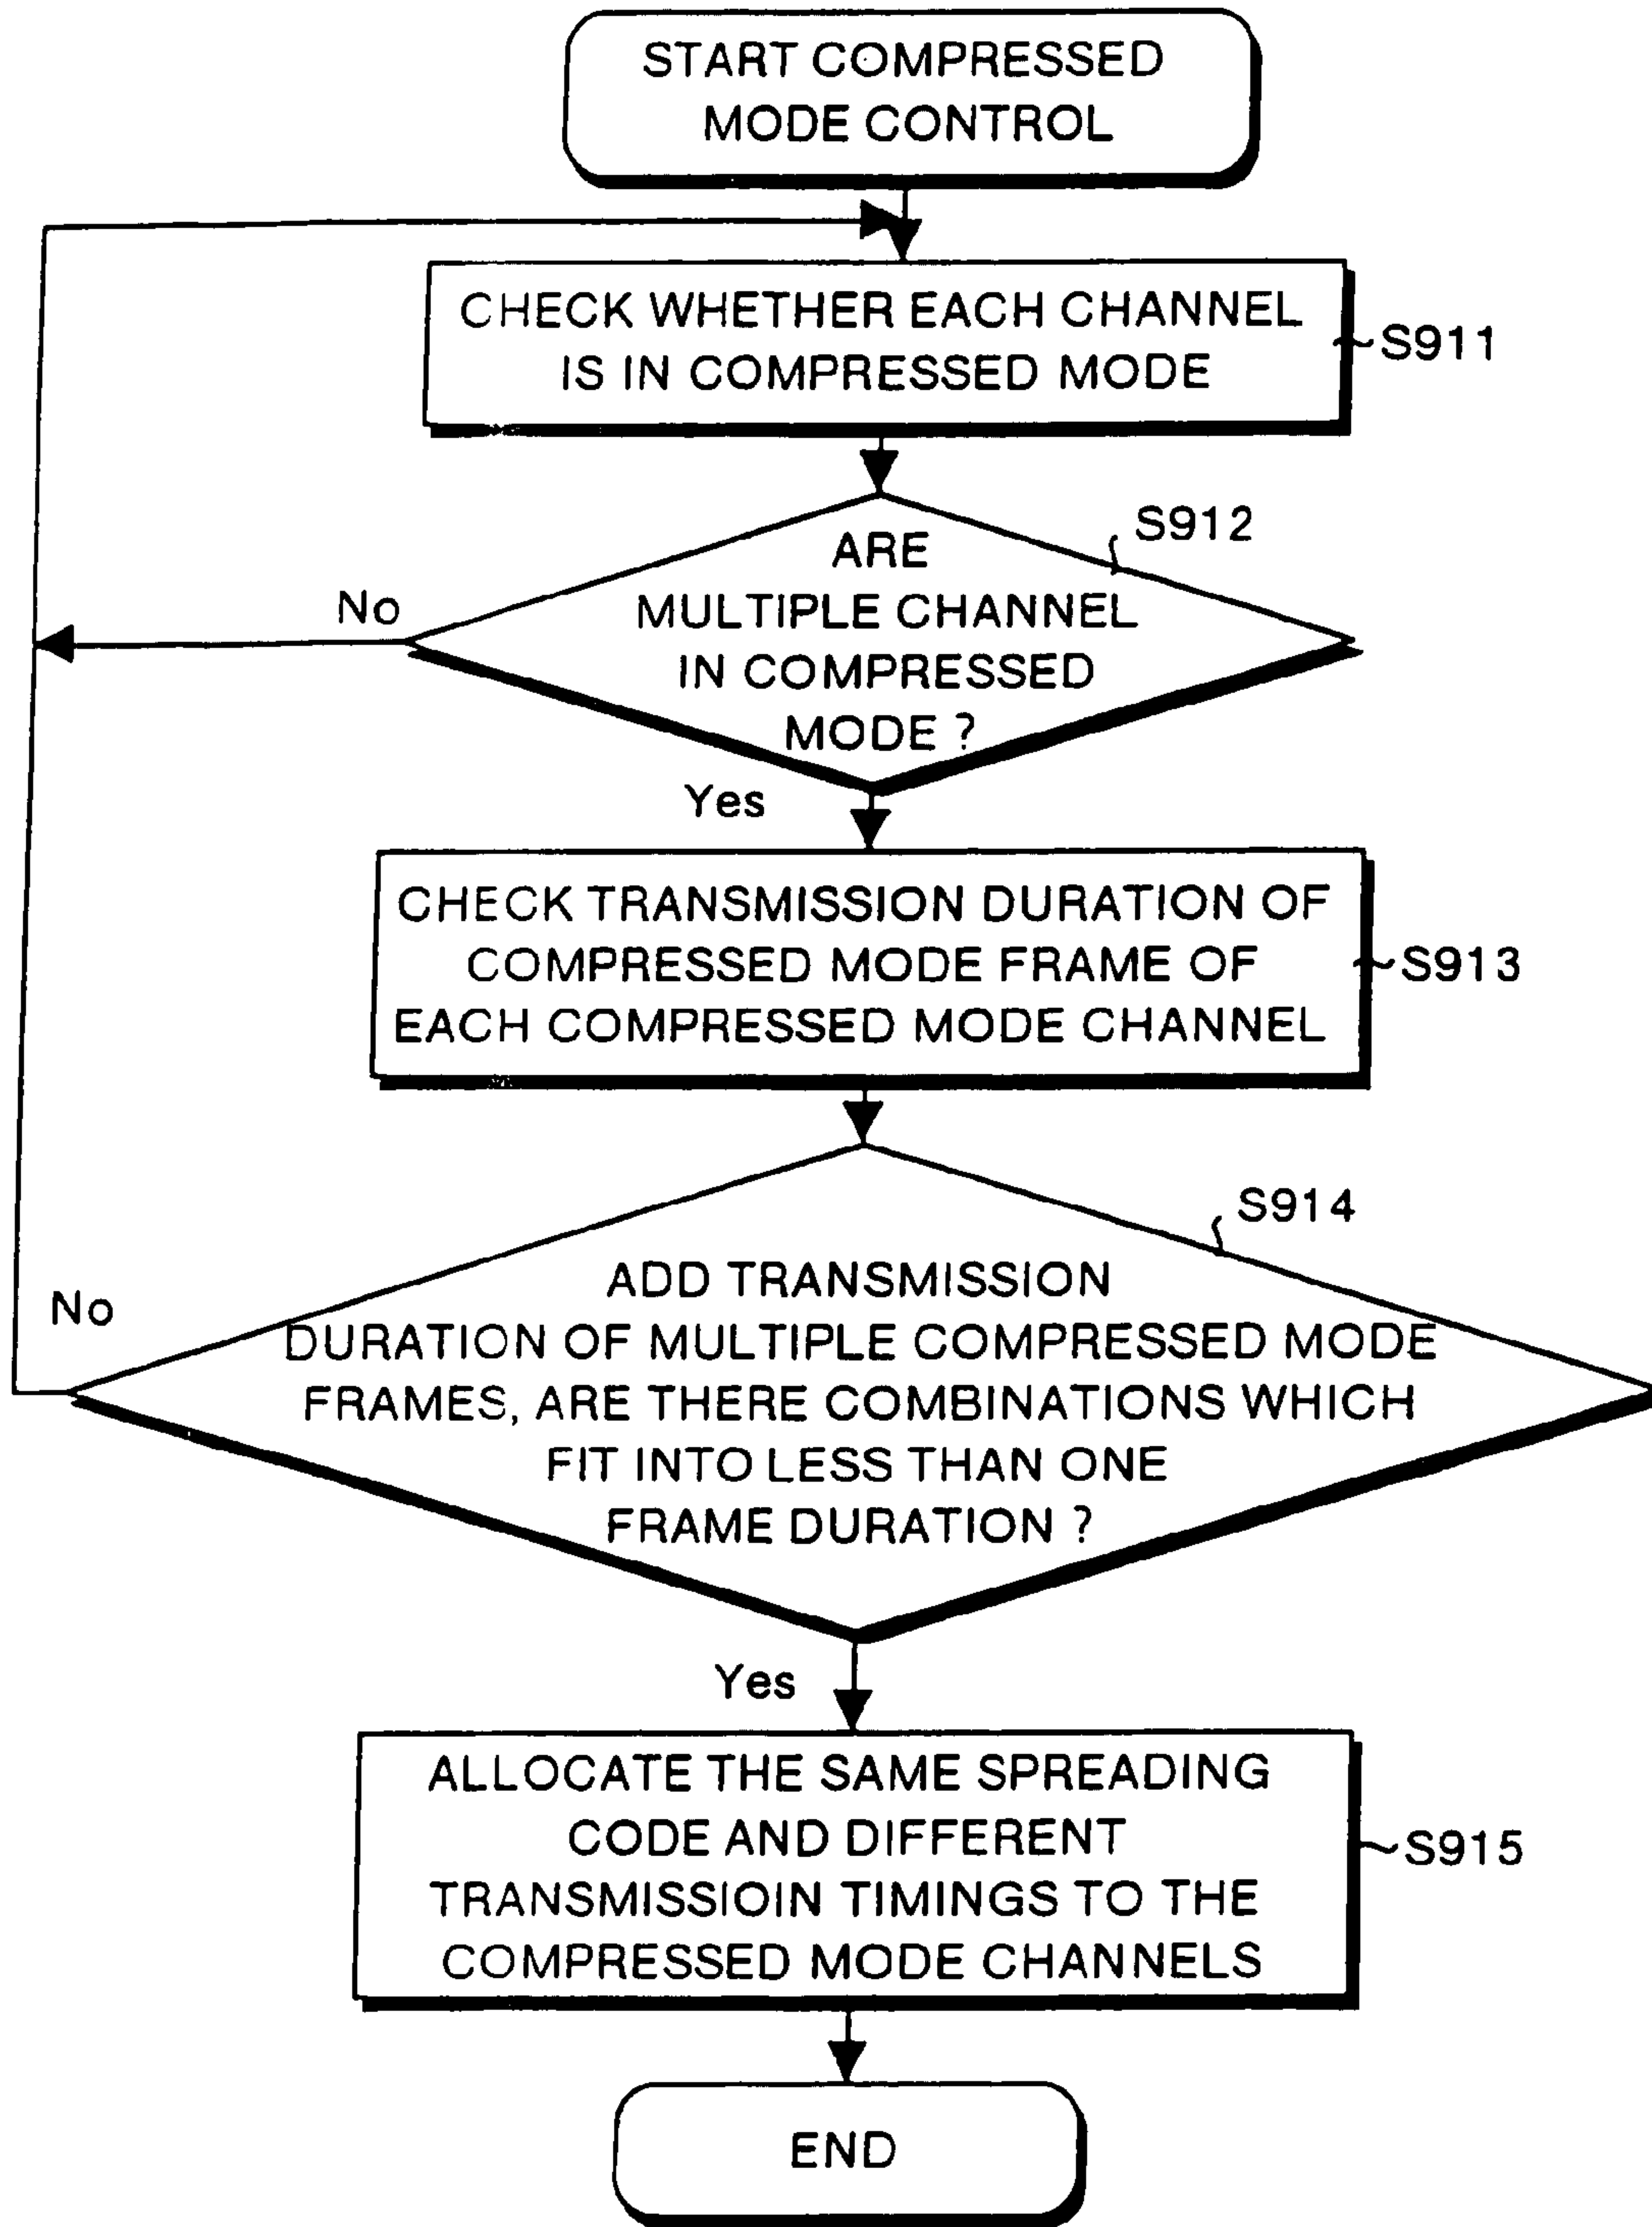 START COMPRESSED
MODE CONTROL
CHECK WHETHER EACH CHANNEL
IS IN COMPRESSED MODE
S911
S912
ARE
MULTIPLE CHANNEL
IN COMPRESSED
MODE ?
No
Yes
CHECK TRANSMISSION DURATION OF
COMPRESSED MODE FRAME OF
EACH COMPRESSED MODE CHANNEL
S913
S914
ADD TRANSMISSION
DURATION OF MULTIPLE COMPRESSED MODE
FRAMES, ARE THERE COMBINATIONS WHICH
FIT INTO LESS THAN ONE
FRAME DURATION ?
No
Yes
ALLOCATE THE SAME SPREADING
CODE AND DIFFERENT
TRANSMISSIOIN TIMINGS TO THE
COMPRESSED MODE CHANNELS
S915
END